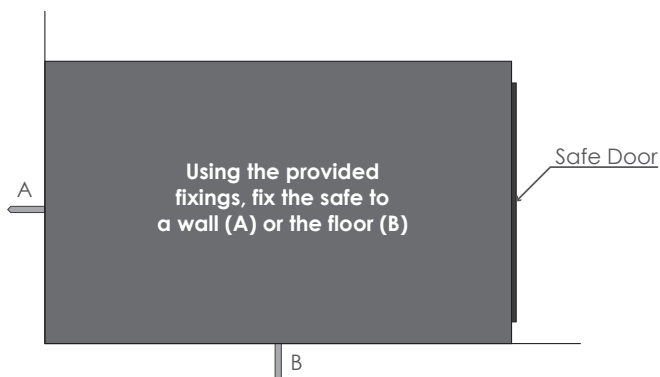 Using the provided
fixings, fix the safe to
a wall (A) or the floor (B)
Safe Door
A
B